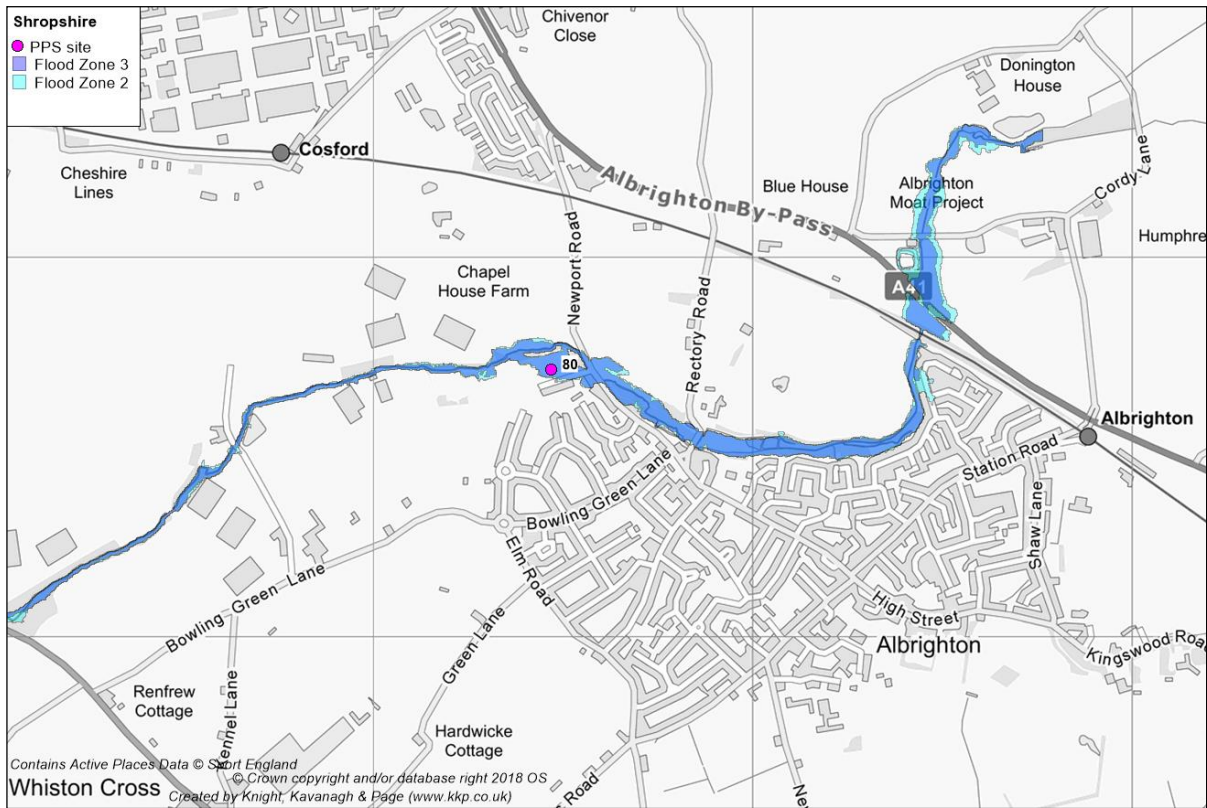 Shropshire
PPS site
Flood Zone 3
Flood Zone 2
Chivenor
Close
Donington
House
Cosford
Cheshire
Lines
Albrighton By-Pass
Blue House
Albrighton
Moat Project
Cordy Lane
Humphre
Newport Road
Chapel
House Farm
Rectory Road
A41
80
Albrighton
Station Road
Shaw Lane
Bowling Green Lane
Elm Road
Bowling Green Lane
High Street
Albrighton
Kingswood Road
Green Lane
Renfrew
Cottage
Kennel Lane
Hardwicke
Cottage
Contains Active Places Data © Sport England
Whiston Cross
© Crown copyright and/or database right 2018 OS
Created by Knight, Kavanagh & Page (www.kkp.co.uk)
Road